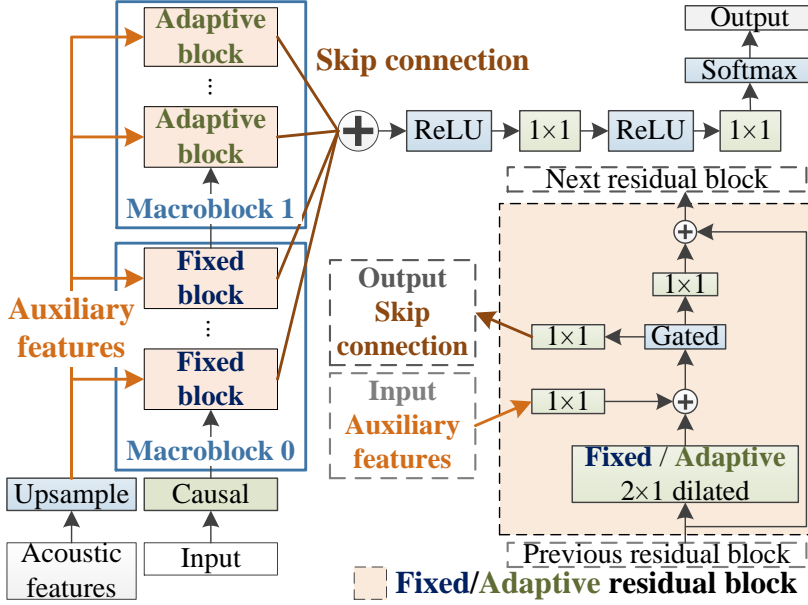 Adaptive
block
⋮
Adaptive
block
Macroblock 1
Skip connection
Fixed
block
⋮
Fixed
block
Macroblock 0
Auxiliary
features
Upsample
Causal
Acoustic
features
Input
ReLU
1×1
ReLU
1×1
Softmax
Output
Next residual block
1×1
Gated
1×1
Output
Skip
connection
Input
Auxiliary
features
1×1
Fixed / Adaptive
2×1 dilated
Previous residual block
Fixed/Adaptive residual block